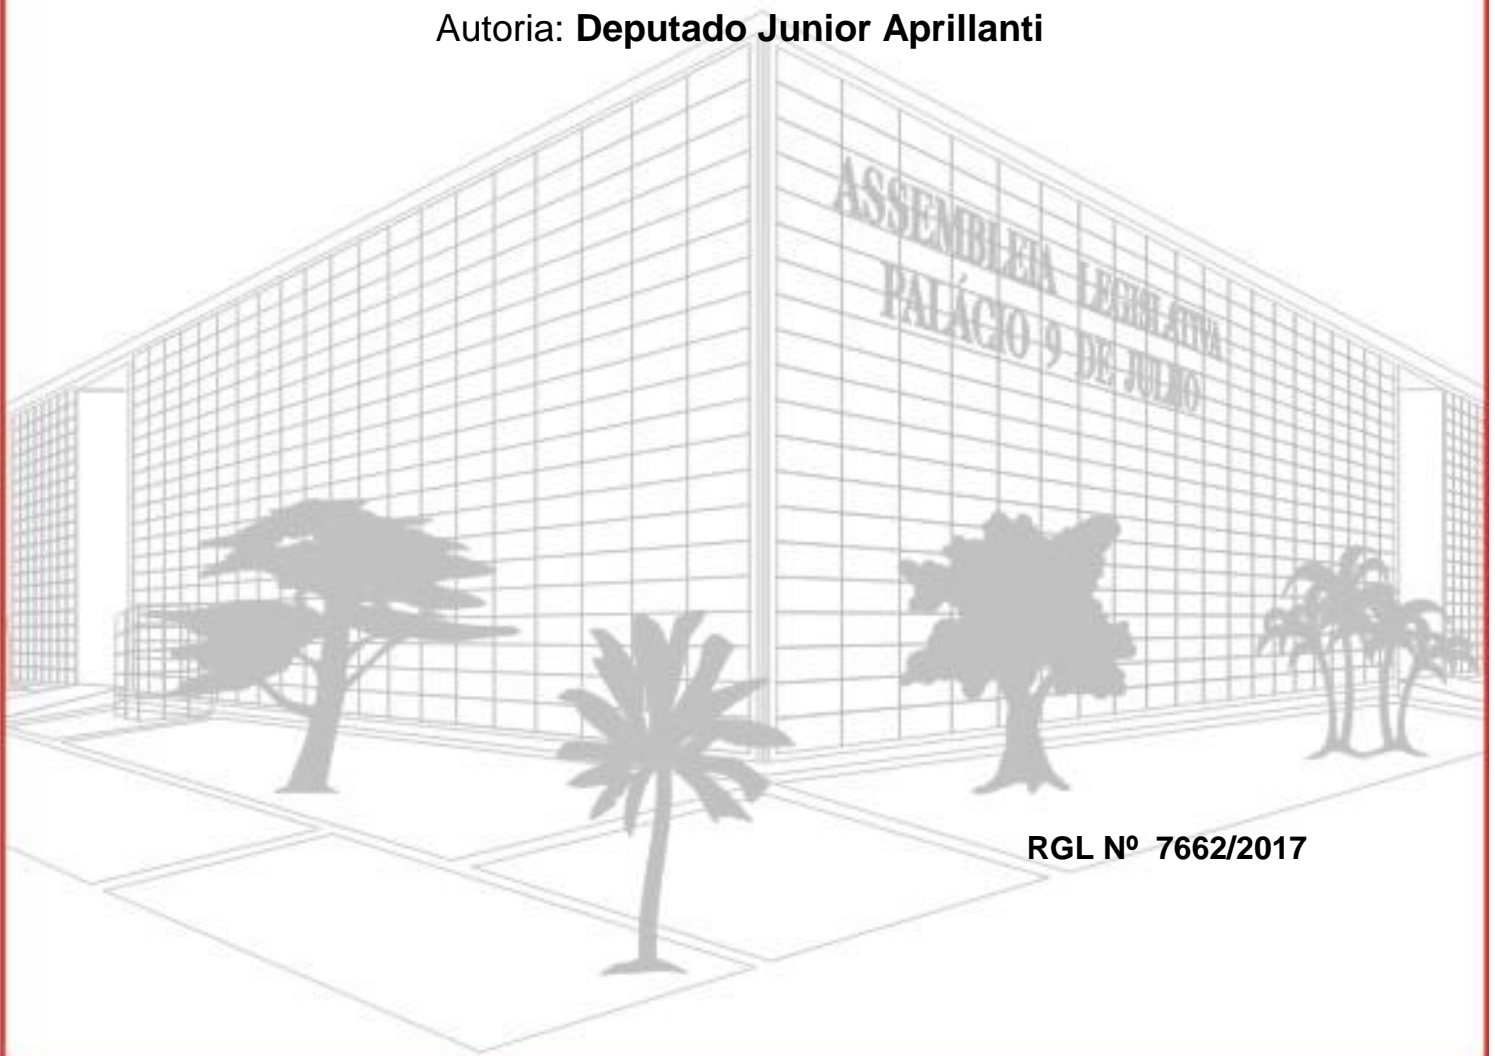 Autoria: Deputado Junior Aprillanti
ASSEMBLEIA LEGISLATIVA
PALÁCIO 9 DE JULHO
RGL Nº 7662/2017